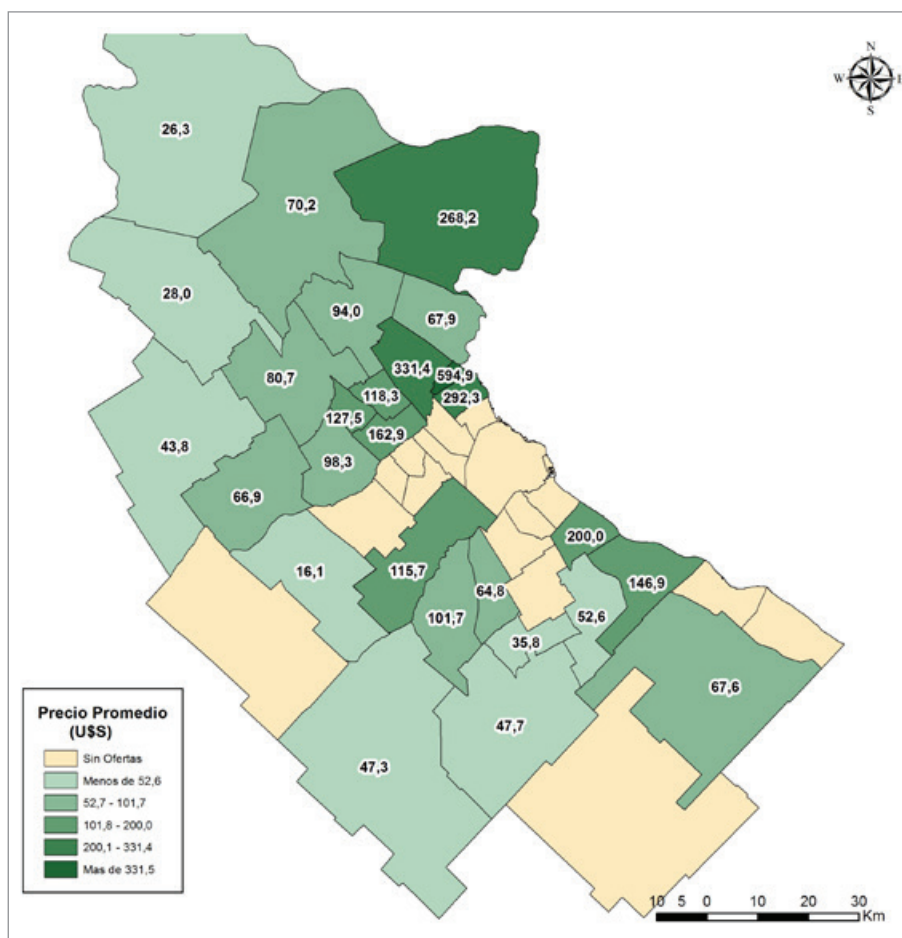 N
W E
S
26,3
70,2
268,2
28,0
94,0
67,9
331,4
594,9
80,7
118,3
292,3
127,5
162,9
43,8
98,3
66,9
200,0
16,1
115,7
146,9
64,8
101,7
52,6
35,8
67,6
47,7
47,3
Precio Promedio
(U$S)
Sin Ofertas
Menos de 52,6
52,7 - 101,7
101,8 - 200,0
200,1 - 331,4
Mas de 331,5
10 5 0 10 20 30
Km